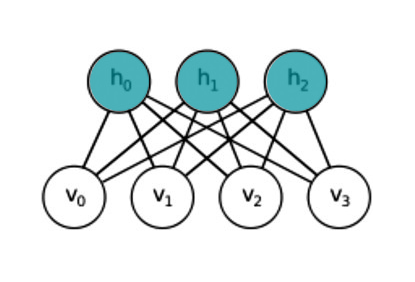 h₀ h₁ h₂
v₀ v₁ v₂ v₃